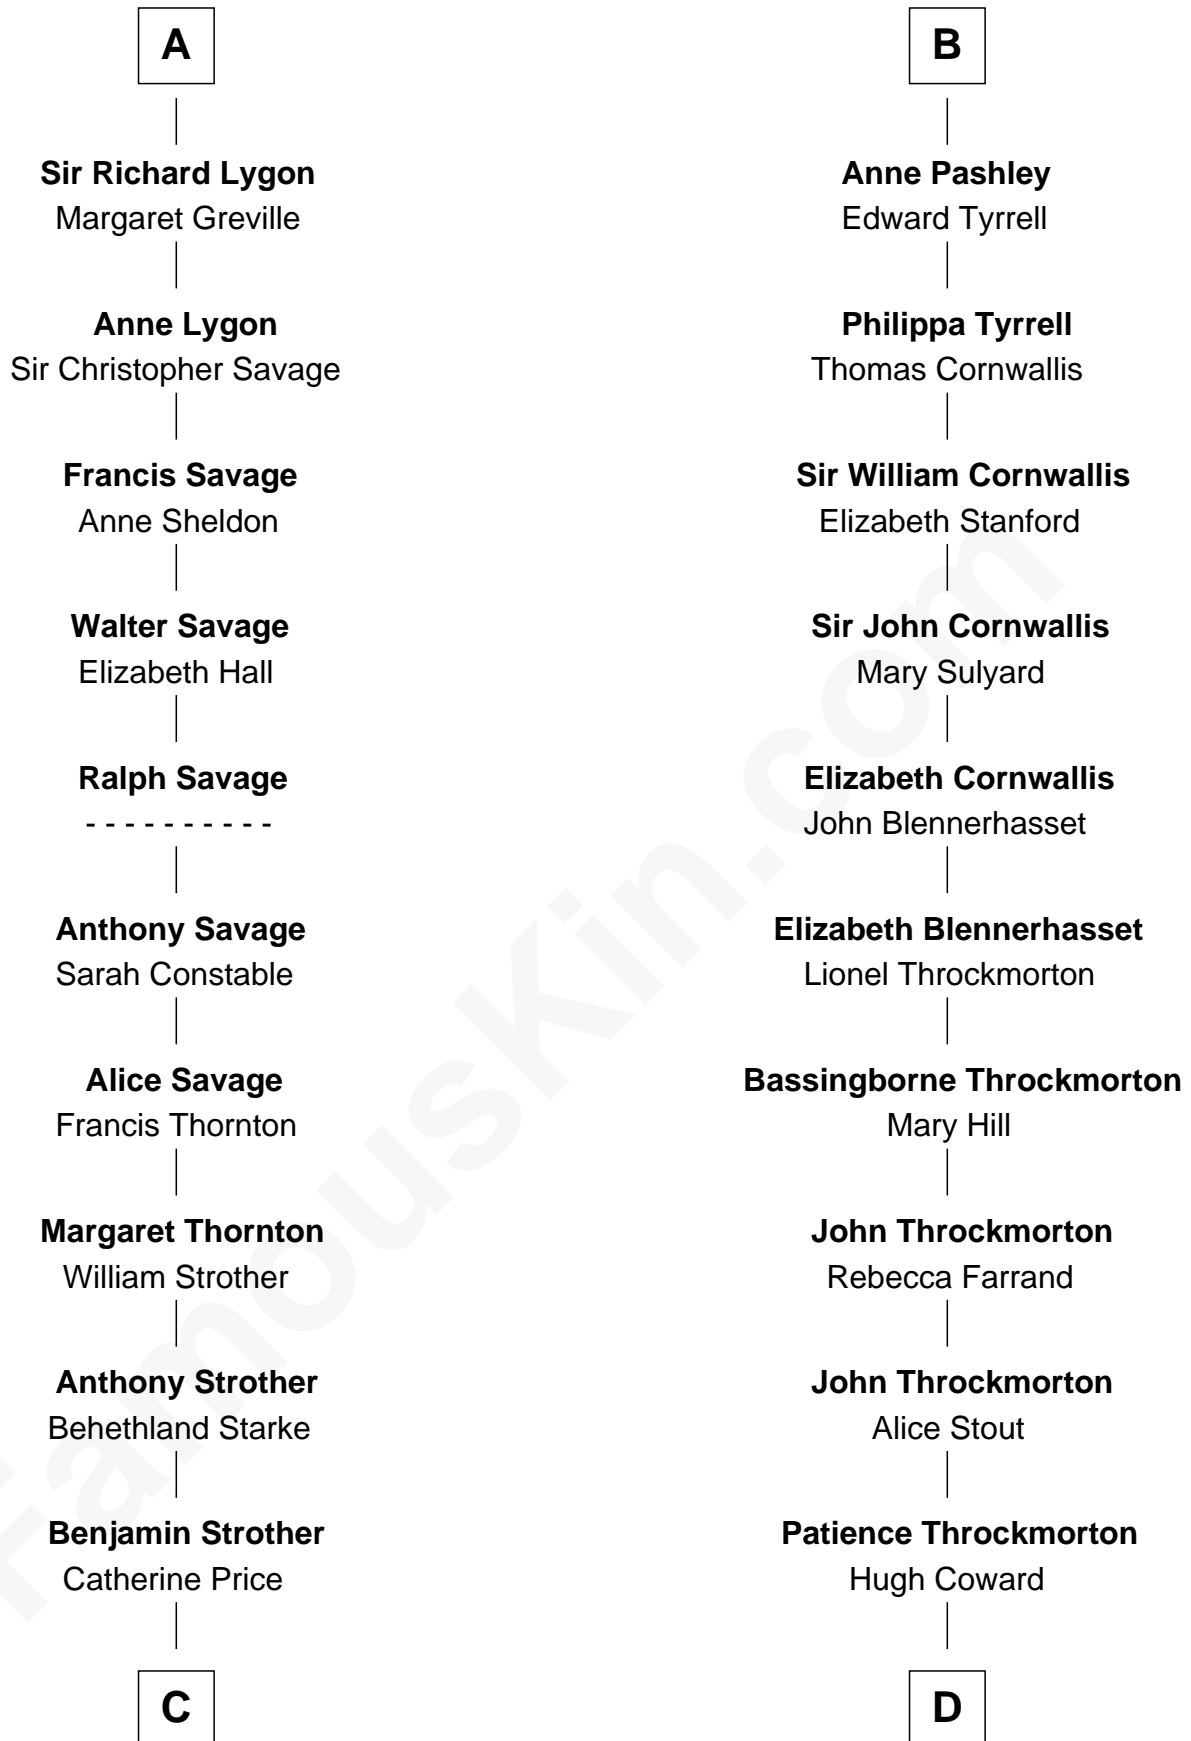 A
Sir Richard Lygon
Margaret Greville
Anne Lygon
Sir Christopher Savage
Francis Savage
Anne Sheldon
Walter Savage
Elizabeth Hall
Ralph Savage
- - - - - - - - - -
Anthony Savage
Sarah Constable
Alice Savage
Francis Thornton
Margaret Thornton
William Strother
Anthony Strother
Behethland Starke
Benjamin Strother
Catherine Price
C
B
Anne Pashley
Edward Tyrrell
Philippa Tyrrell
Thomas Cornwallis
Sir William Cornwallis
Elizabeth Stanford
Sir John Cornwallis
Mary Sulyard
Elizabeth Cornwallis
John Blennerhasset
Elizabeth Blennerhasset
Lionel Throckmorton
Bassingborne Throckmorton
Mary Hill
John Throckmorton
Rebecca Farrand
John Throckmorton
Alice Stout
Patience Throckmorton
Hugh Coward
D
FamousKin.com